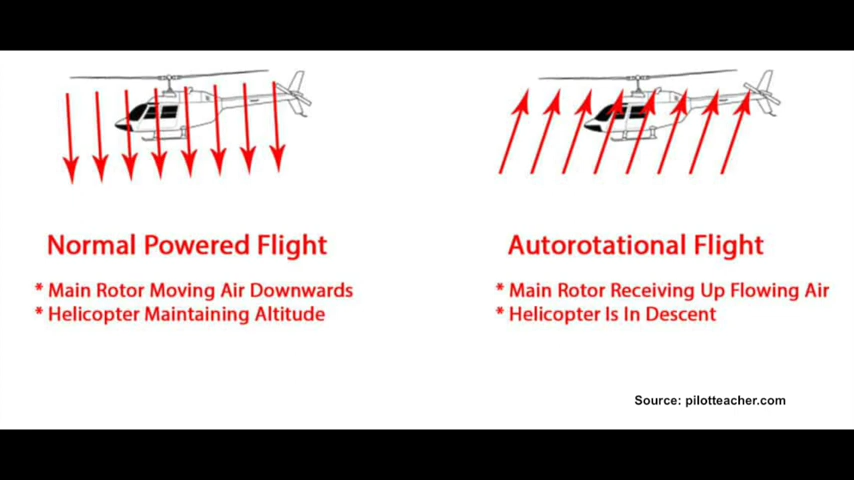 Normal Powered Flight
* Main Rotor Moving Air Downwards
* Helicopter Maintaining Altitude
Autorotational Flight
* Main Rotor Receiving Up Flowing Air
* Helicopter Is In Descent
Source: pilotteacher.com